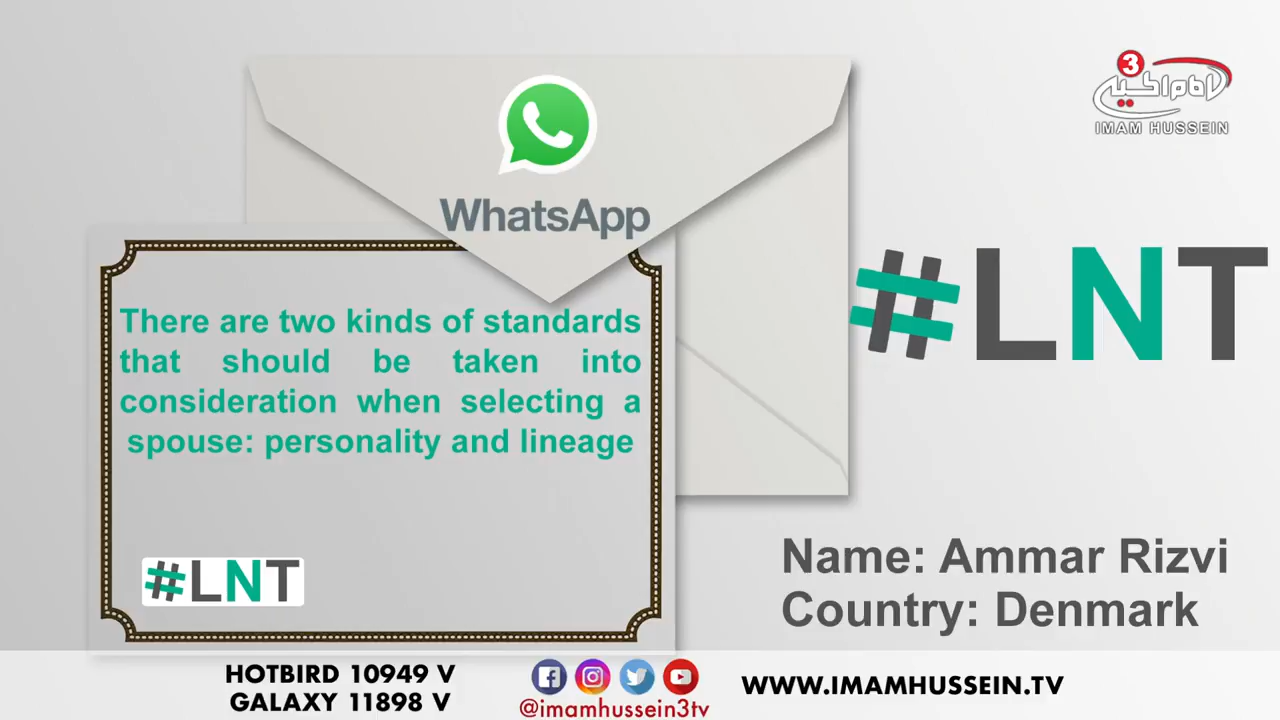 3
IMAM HUSSEIN
WhatsApp
#LNT
There are two kinds of standards
that should be taken into
consideration when selecting a
spouse: personality and lineage
#LNT
Name: Ammar Rizvi
Country: Denmark
HOTBIRD 10949 V
GALAXY 11898 V
@imamhussein3tv
WWW.IMAMHUSSEIN.TV